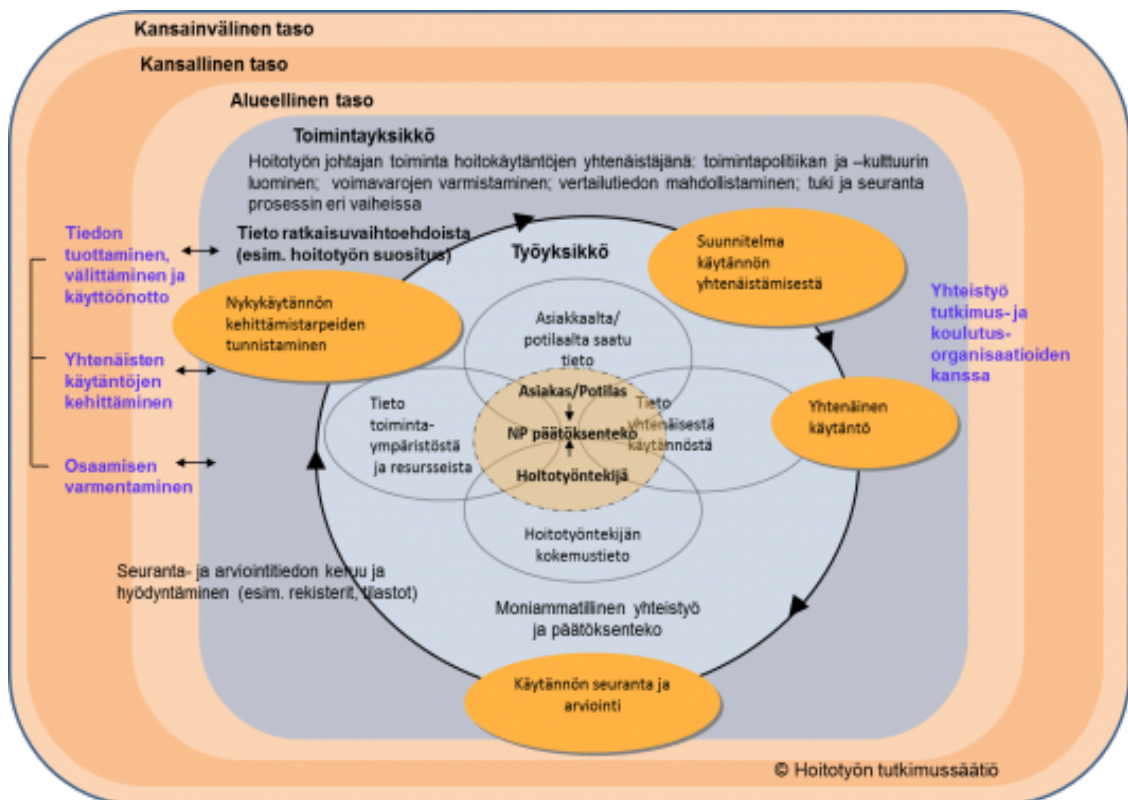 Kansainvälinen taso
Kansallinen taso
Alueellinen taso
Toimintayksikkö
Hoitotyön johtajan toiminta hoitokäytäntöjen yhtenäistäjänä: toimintapolitiikan ja –kulttuurin
luominen; voimavarojen varmistaminen; vertailutiedon mahdollistaminen; tuki ja seuranta
prosessin eri vaiheissa
Tiedon
tuottaminen,
välittäminen ja
käyttöönotto
Yhtenäisten
käytäntöjen
kehittäminen
Osaamisen
varmentaminen
Tieto ratkaisuvaihtoehdoista
(esim. hoitotyön suositus)
Nykykäytännön
kehittämistarpeiden
tunnistaminen
Työyksikkö
Suunnitelma
käytännön
yhtenäistämisestä
Yhteistyö
tutkimus- ja
koulutus-
organisaatioiden
kanssa
Asiakkaalta/
potilaalta saatu
tieto
Asiakas/Potilas
NP päätöksenteko
Hoitotyöntekijä
Tieto
toiminta-
ympäristöstä
ja resursseista
Tieto
yhtenäisestä
käytännöstä
Yhtenäinen
käytäntö
Hoitotyöntekijän
kokemustieto
Seuranta- ja arviointitiedon keruu ja
hyödyntäminen (esim. rekisterit, tilastot)
Moniammatillinen yhteistyö
ja päätöksenteko
Käytännön seuranta ja
arviointi
© Hoitotyön tutkimussäätiö